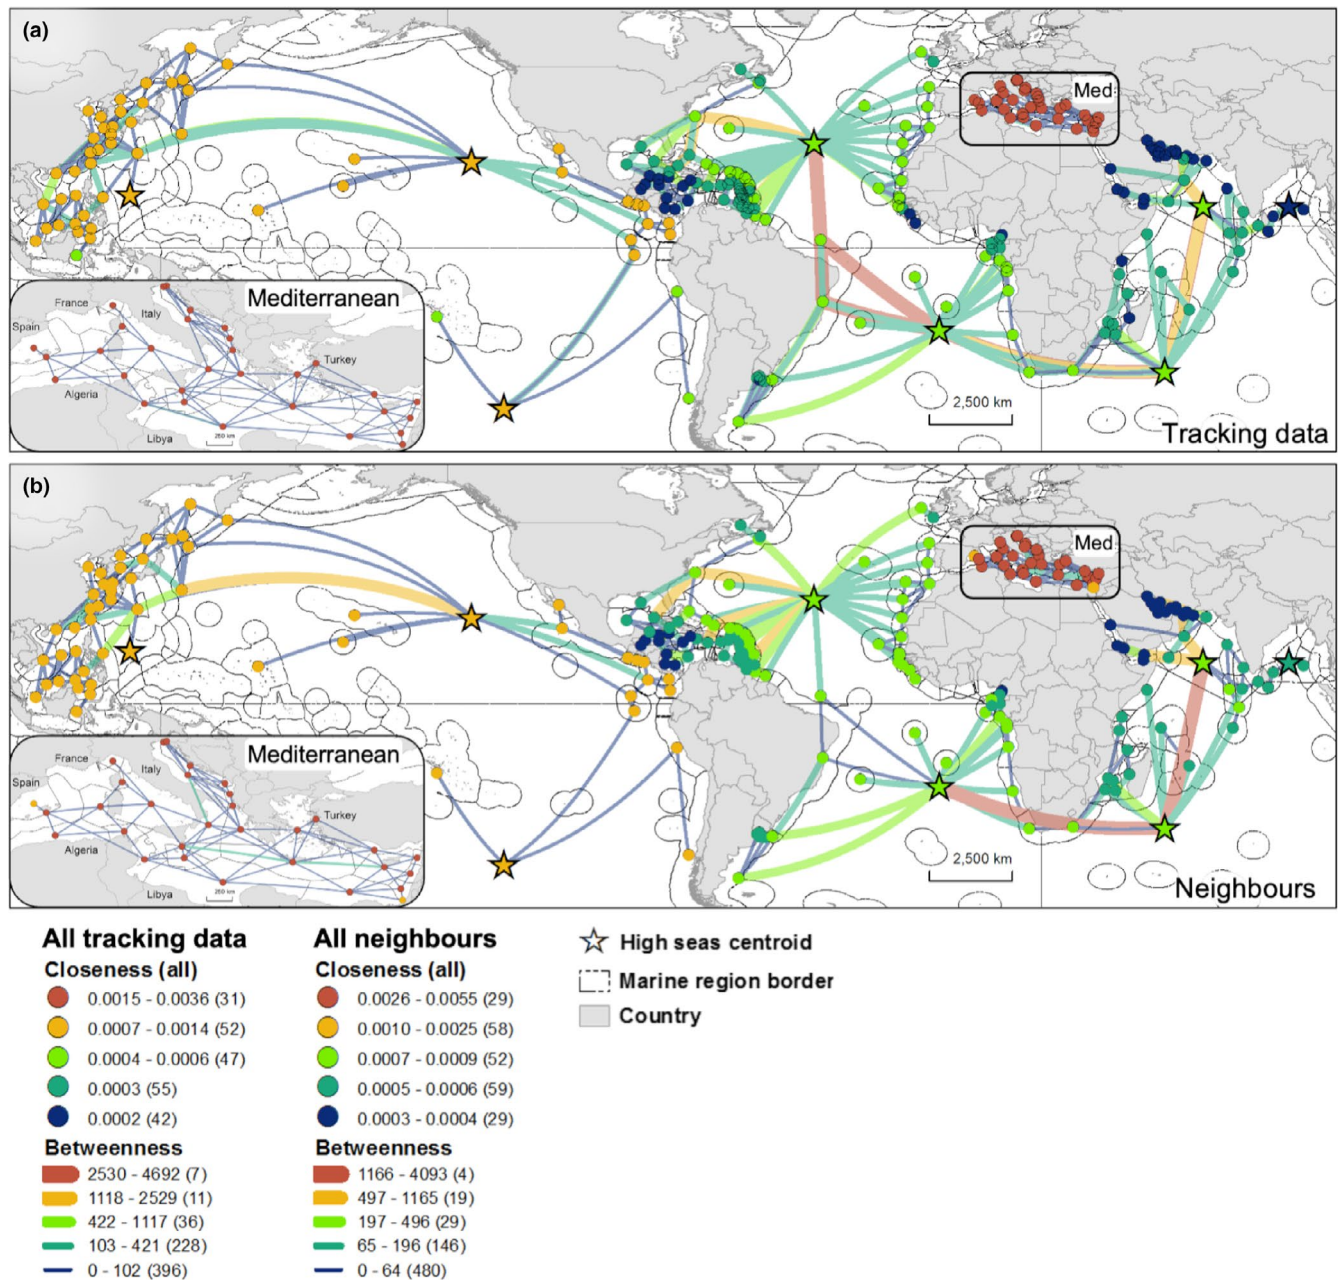 (a)
Med
Mediterranean
France
Italy
Spain
Turkey
Algeria
Libya
250 km
2,500 km
Tracking data
(b)
Med
Mediterranean
France
Italy
Spain
Turkey
Algeria
Libya
250 km
2,500 km
Neighbours
All tracking data
Closeness (all)
0.0015 - 0.0036 (31)
0.0007 - 0.0014 (52)
0.0004 - 0.0006 (47)
0.0003 (55)
0.0002 (42)
Betweenness
2530 - 4692 (7)
1118 - 2529 (11)
422 - 1117 (36)
103 - 421 (228)
0 - 102 (396)
All neighbours
Closeness (all)
0.0026 - 0.0055 (29)
0.0010 - 0.0025 (58)
0.0007 - 0.0009 (52)
0.0005 - 0.0006 (59)
0.0003 - 0.0004 (29)
Betweenness
1166 - 4093 (4)
497 - 1165 (19)
197 - 496 (29)
65 - 196 (146)
0 - 64 (480)
High seas centroid
Marine region border
Country